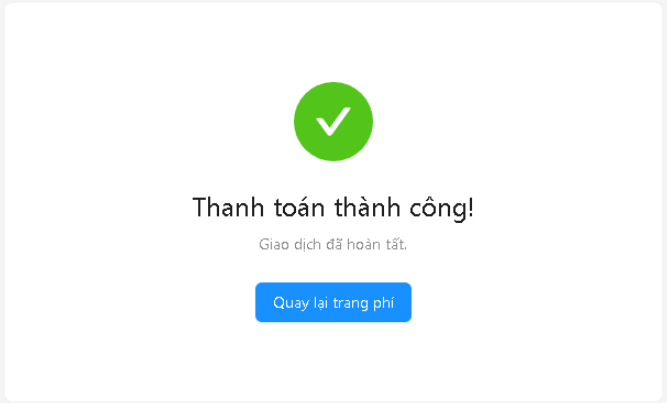 Thanh toán thành công!
Giao dịch đã hoàn tất.
Quay lại trang phí